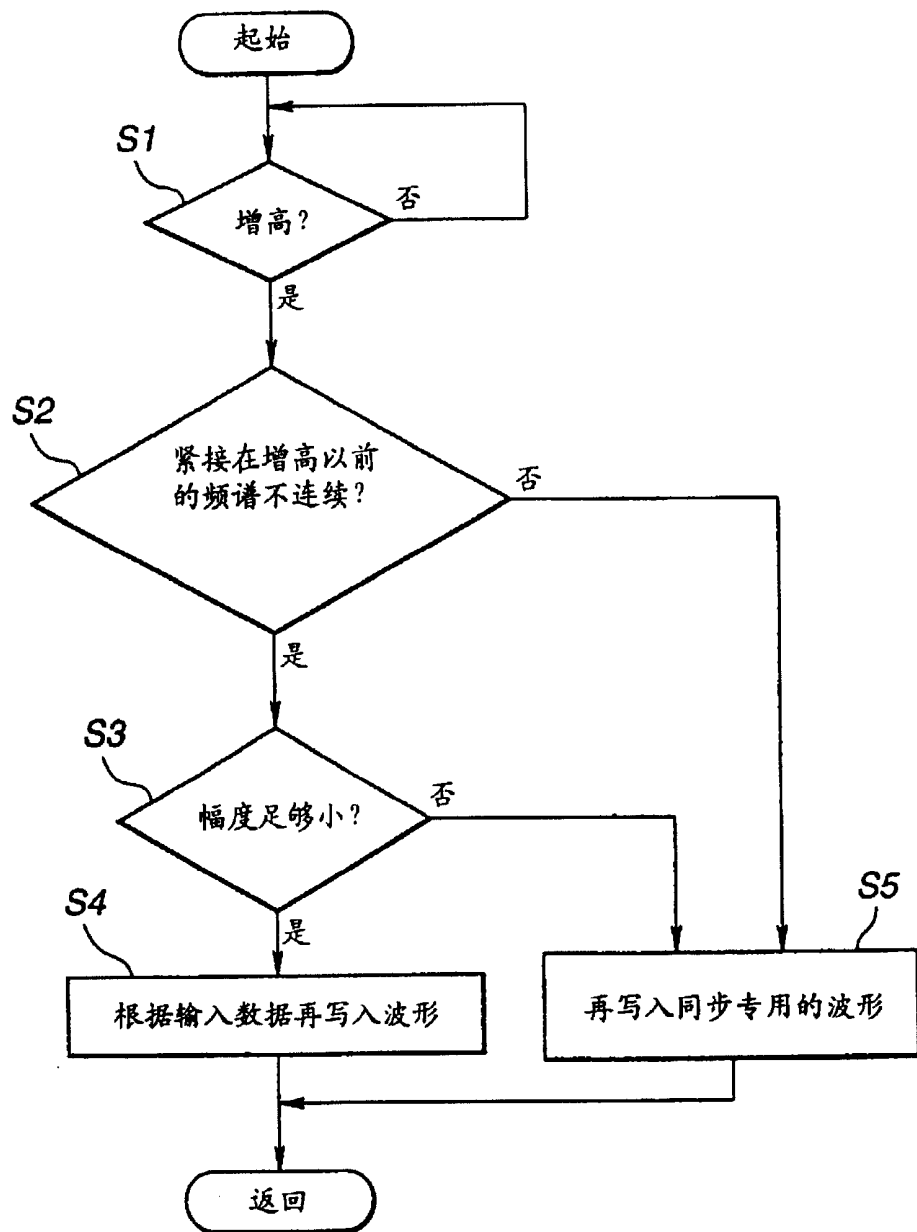 起始
S1
增高?
否
是
S2
紧接在增高以前
的频谱不连续?
否
是
S3
幅度足够小?
否
是
S4
根据输入数据再写入波形
S5
再写入同步专用的波形
返回